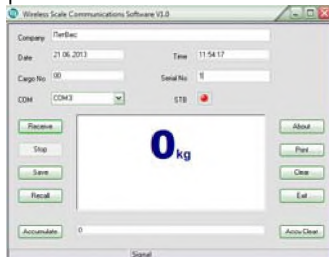 Wireless Scale Communications Software V1.0
Company ПетВес
Date 21.06.2013 Time 11:54:17
Cargo No 00 Serial No 1
COM COM3 STB
Receive About
Stop 0 kg Print
Save Clear
Recall Exit
Accumulate 0 Accu Clear
Signal